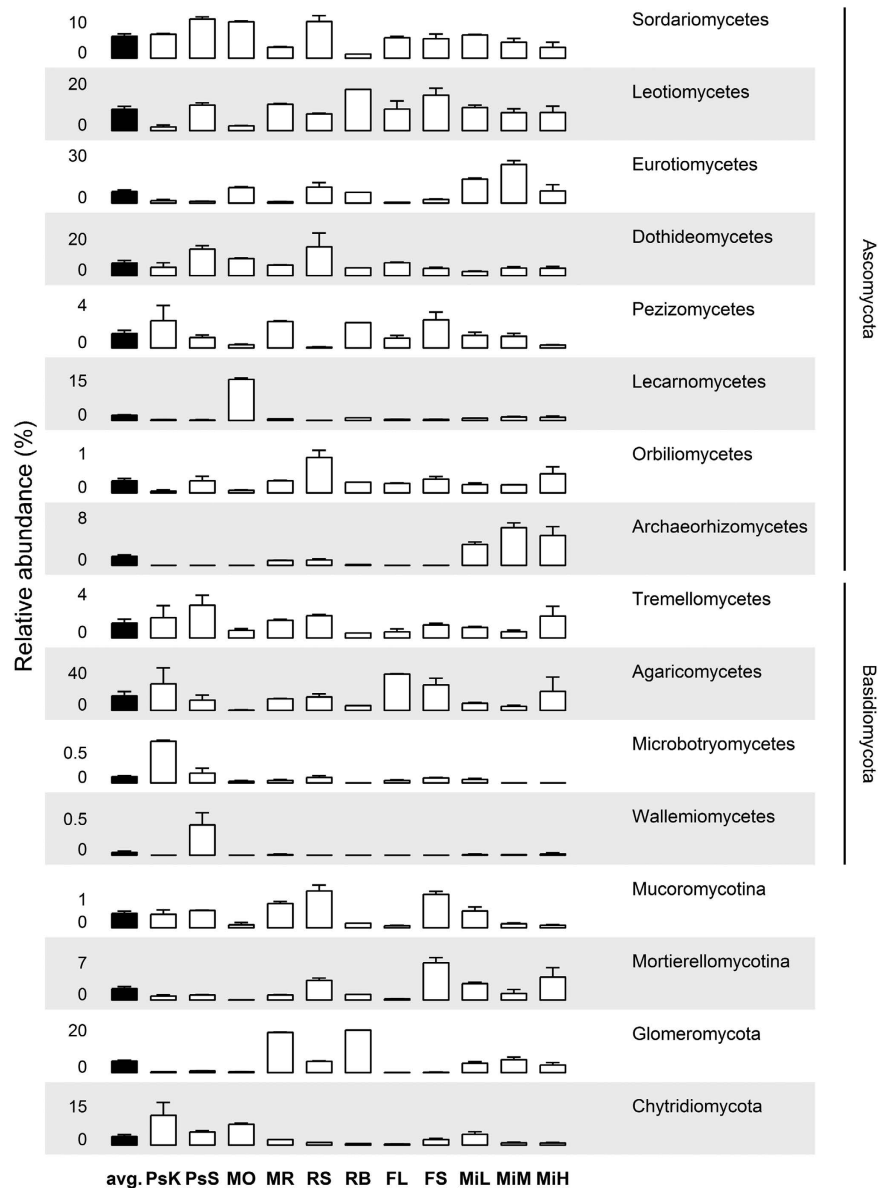 10 Sordariomycetes
0
20 Leotiomycetes
0
30 Eurotiomycetes
0
20 Dothideomycetes
0
4 Pezizomycetes
0
15 Lecarnomycetes
0
1 Orbiliomycetes
0
8 Archaeorhizomycetes
0
Ascomycota
4 Tremellomycetes
0
40 Agaricomycetes
0
0.5 Microbotryomycetes
0
0.5 Wallemiomycetes
0
Basidiomycota
1 Mucoromycotina
0
7 Mortierellomycotina
0
20 Glomeromycota
0
15 Chytridiomycota
0
Relative abundance (%)
avg. PsK PsS MO MR RS RB FL FS MiL MiM MiH